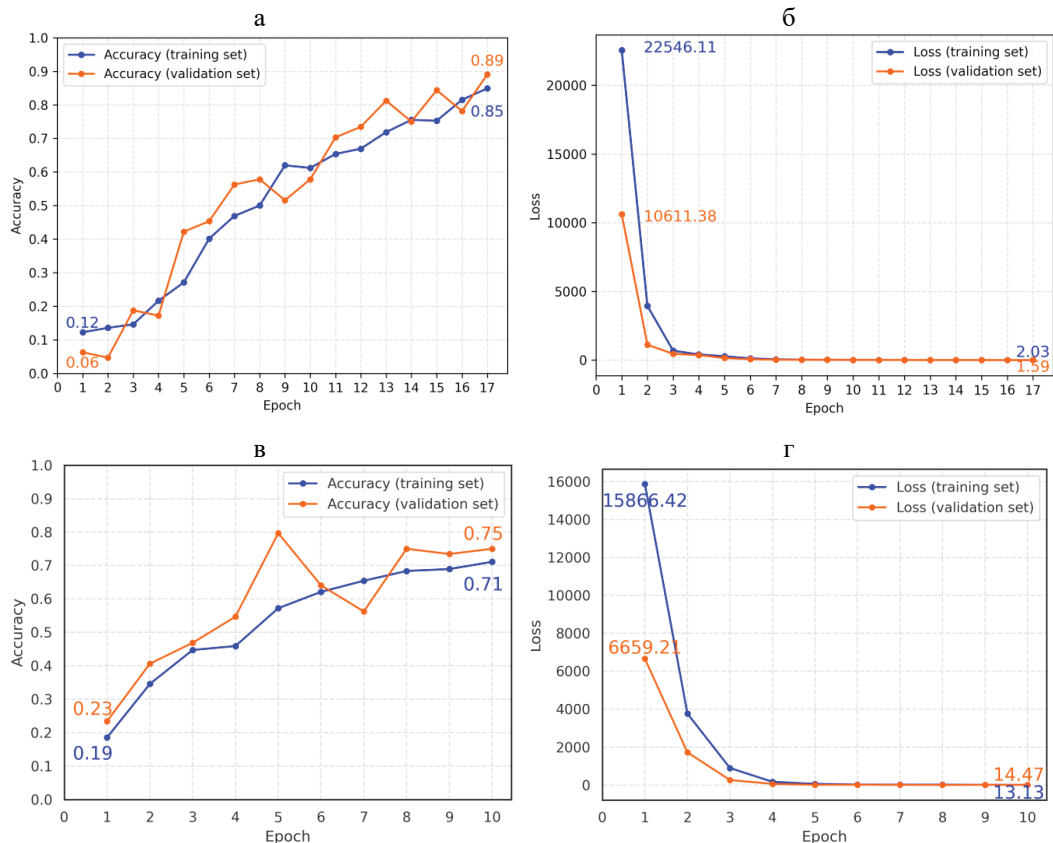 а
1.0
0.9
0.8
0.7
0.6
0.5
0.4
0.3
0.2
0.1
0.0
Accuracy
Accuracy (training set)
Accuracy (validation set)
0.89
0.85
0.12
0.06
0 1 2 3 4 5 6 7 8 9 10 11 12 13 14 15 16 17
Epoch
б
20000
15000
10000
5000
0
Loss
22546.11
10611.38
Loss (training set)
Loss (validation set)
2.03
1.59
0 1 2 3 4 5 6 7 8 9 10 11 12 13 14 15 16 17
Epoch
в
1.0
0.9
0.8
0.7
0.6
0.5
0.4
0.3
0.2
0.1
0.0
Accuracy
Accuracy (training set)
Accuracy (validation set)
0.75
0.71
0.23
0.19
0 1 2 3 4 5 6 7 8 9 10
Epoch
г
16000
14000
12000
10000
8000
6000
4000
2000
0
Loss
15866.42
6659.21
Loss (training set)
Loss (validation set)
14.47
13.13
0 1 2 3 4 5 6 7 8 9 10
Epoch